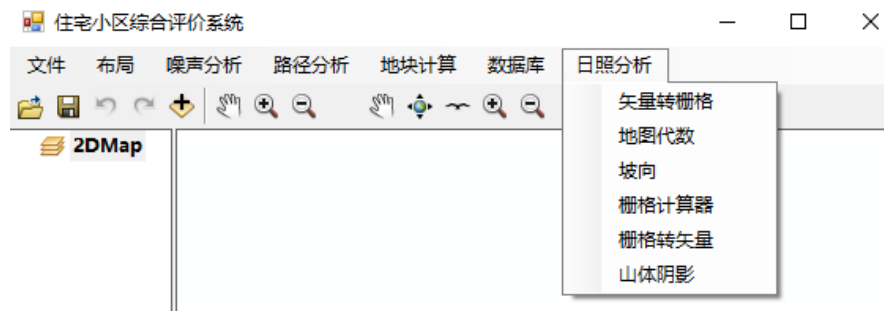 住宅小区综合评价系统
文件 布局 噪声分析 路径分析 地块计算 数据库 日照分析
矢量转栅格
2DMap
地图代数
坡向
栅格计算器
栅格转矢量
山体阴影